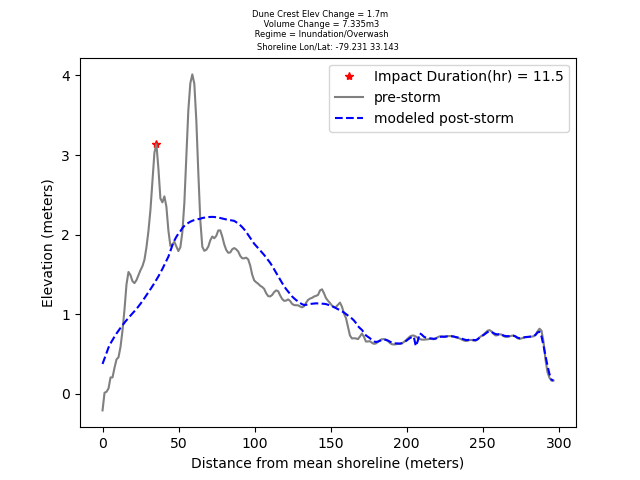 Dune Crest Elev Change = 1.7m
Volume Change = 7.335m3
Regime = Inundation/Overwash
Shoreline Lon/Lat: -79.231 33.143
Impact Duration(hr) = 11.5
pre-storm
modeled post-storm
Elevation (meters)
4
3
2
1
0
0 50 100 150 200 250 300
Distance from mean shoreline (meters)